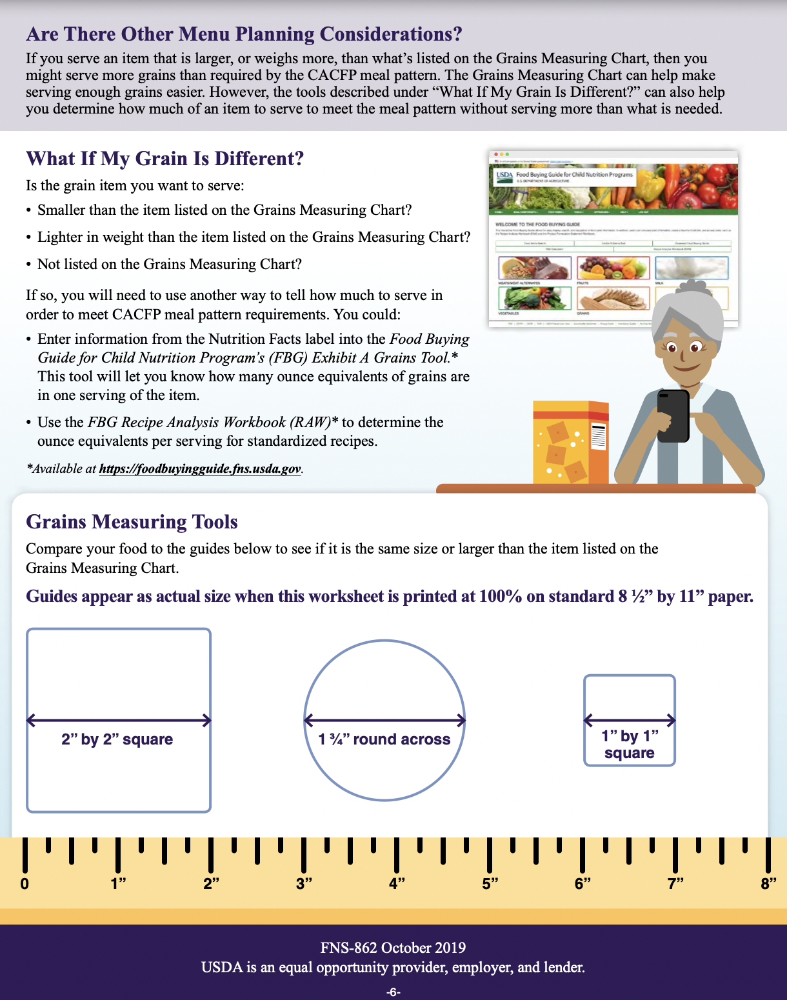 Are There Other Menu Planning Considerations?
If you serve an item that is larger, or weighs more, than what’s listed on the Grains Measuring Chart, then you
might serve more grains than required by the CACFP meal pattern. The Grains Measuring Chart can help make
serving enough grains easier. However, the tools described under “What If My Grain Is Different?” can also help
you determine how much of an item to serve to meet the meal pattern without serving more than what is needed.
What If My Grain Is Different?
Is the grain item you want to serve:
• Smaller than the item listed on the Grains Measuring Chart?
• Lighter in weight than the item listed on the Grains Measuring Chart?
• Not listed on the Grains Measuring Chart?
If so, you will need to use another way to tell how much to serve in
order to meet CACFP meal pattern requirements. You could:
• Enter information from the Nutrition Facts label into the Food Buying
Guide for Child Nutrition Program’s (FBG) Exhibit A Grains Tool.*
This tool will let you know how many ounce equivalents of grains are
in one serving of the item.
• Use the FBG Recipe Analysis Workbook (RAW)* to determine the
ounce equivalents per serving for standardized recipes.
*Available at https://foodbuyingguide.fns.usda.gov.
USDA Food Buying Guide for Child Nutrition Programs
U.S. DEPARTMENT OF AGRICULTURE
WELCOME TO THE FOOD BUYING GUIDE
MEATS/MEAT ALTERNATES
FRUITS
MILK
VEGETABLES
GRAINS
Grains Measuring Tools
Compare your food to the guides below to see if it is the same size or larger than the item listed on the
Grains Measuring Chart.
Guides appear as actual size when this worksheet is printed at 100% on standard 8 ½” by 11” paper.
2” by 2” square
1 ¾” round across
1” by 1”
square
0 1” 2” 3” 4” 5” 6” 7” 8”
FNS-862 October 2019
USDA is an equal opportunity provider, employer, and lender.
-6-